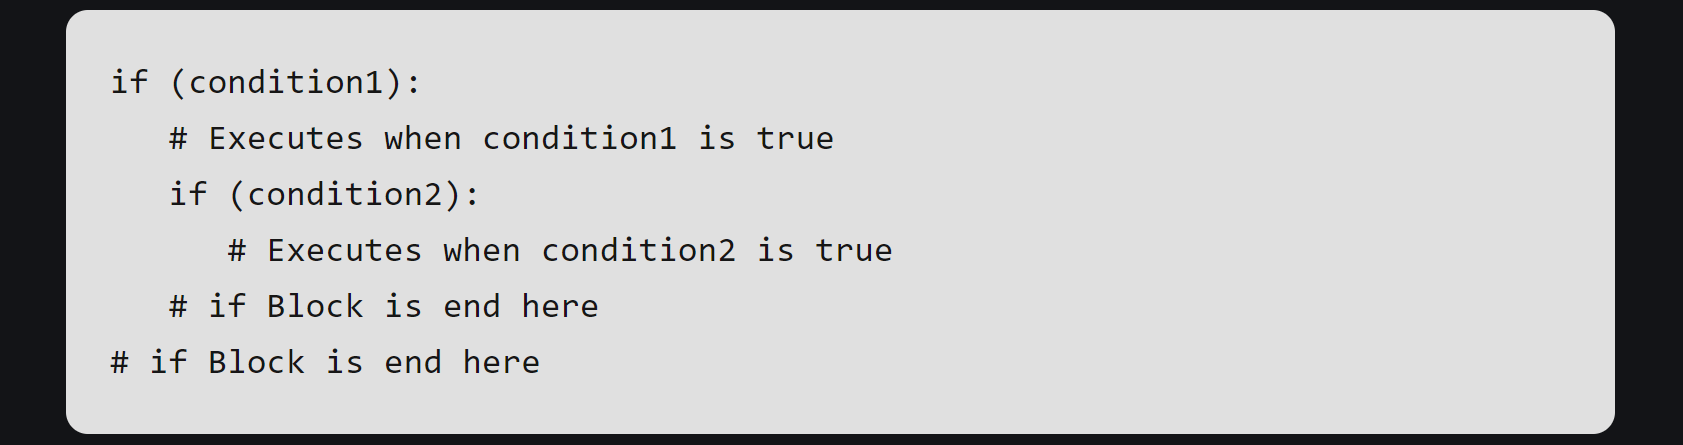 if (condition1):
   # Executes when condition1 is true
   if (condition2):
      # Executes when condition2 is true
   # if Block is end here
# if Block is end here